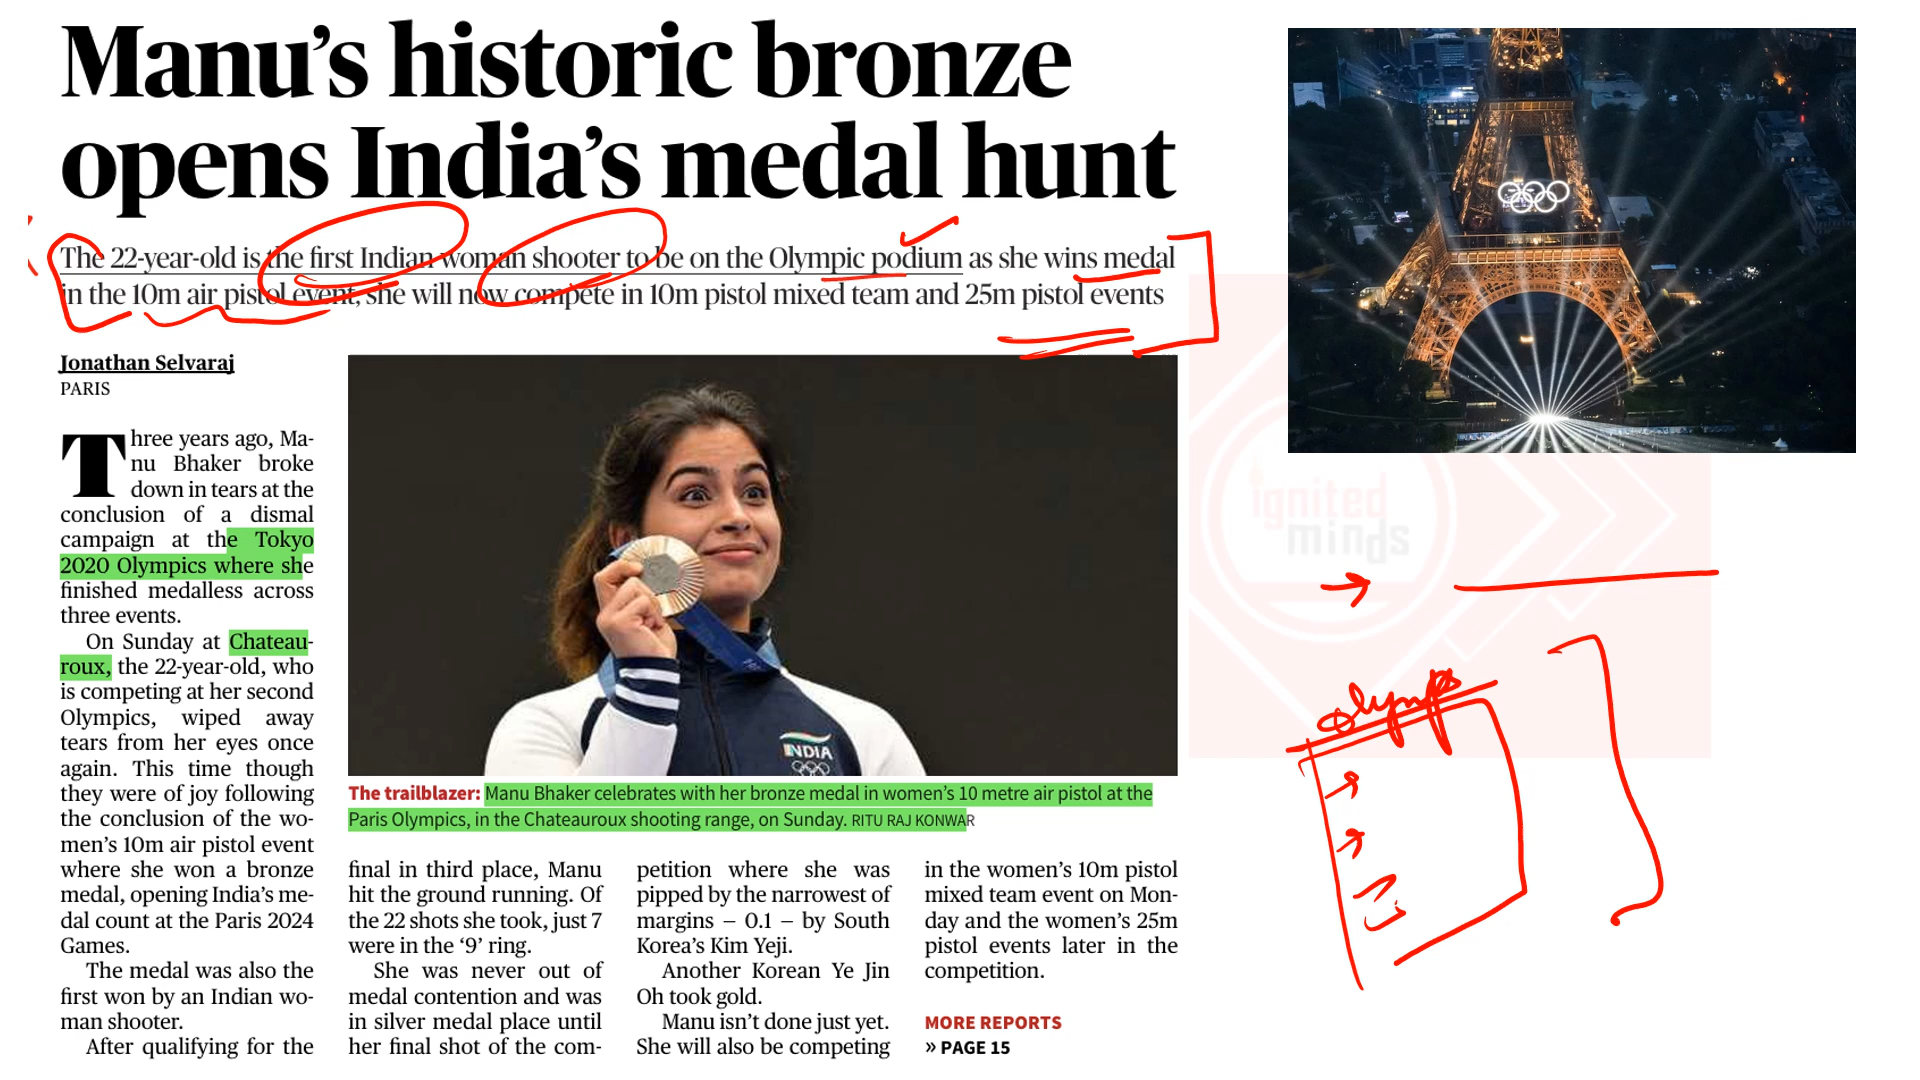 Manu’s historic bronze
opens India’s medal hunt
The 22-year-old is the first Indian woman shooter to be on the Olympic podium as she wins medal
in the 10m air pistol event; she will now compete in 10m pistol mixed team and 25m pistol events
Jonathan Selvaraj
PARIS
Three years ago, Ma-
nu Bhaker broke
down in tears at the
conclusion of a dismal
campaign at the Tokyo
2020 Olympics where she
finished medalless across
three events.
On Sunday at Chateau-
roux, the 22-year-old, who
is competing at her second
Olympics, wiped away
tears from her eyes once
again. This time though
they were of joy following
the conclusion of the wo-
men’s 10m air pistol event
where she won a bronze
medal, opening India’s me-
dal count at the Paris 2024
Games.
The medal was also the
first won by an Indian wo-
man shooter.
After qualifying for the
INDIA
The trailblazer: Manu Bhaker celebrates with her bronze medal in women’s 10 metre air pistol at the
Paris Olympics, in the Chateauroux shooting range, on Sunday. RITU RAJ KONWAR
final in third place, Manu
hit the ground running. Of
the 22 shots she took, just 7
were in the ‘9’ ring.
She was never out of
medal contention and was
in silver medal place until
her final shot of the com-
petition where she was
pipped by the narrowest of
margins – 0.1 – by South
Korea’s Kim Yeji.
Another Korean Ye Jin
Oh took gold.
Manu isn’t done just yet.
She will also be competing
in the women’s 10m pistol
mixed team event on Mon-
day and the women’s 25m
pistol events later in the
competition.
MORE REPORTS
» PAGE 15
ignited
minds